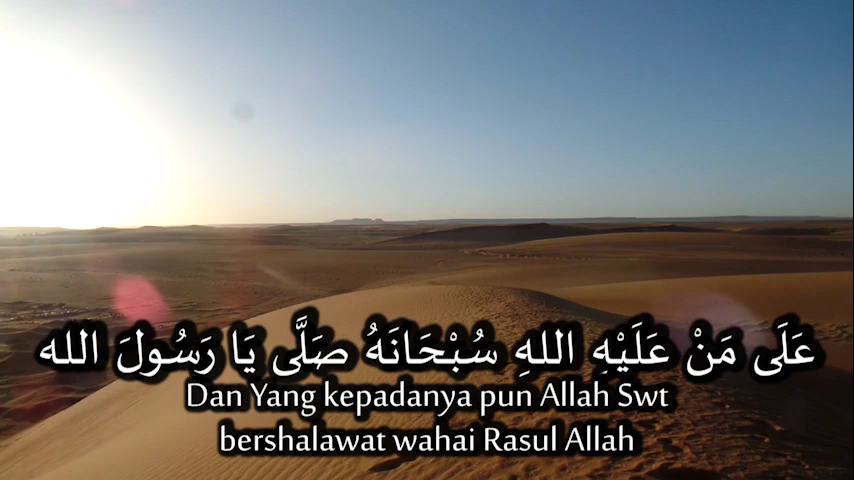 عَلَى مَنْ عَلَيْهِ اللهِ سُبْحَانَهُ صَلَّى يَا رَسُولَ الله
Dan Yang kepadanya pun Allah Swt
bershalawat wahai Rasul Allah